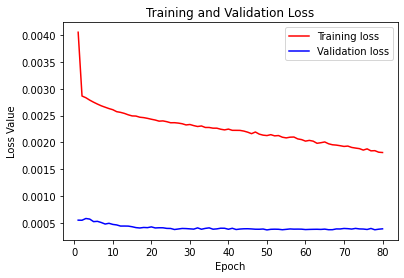 Training and Validation Loss
Training loss
Validation loss
Loss Value
0.0040
0.0035
0.0030
0.0025
0.0020
0.0015
0.0010
0.0005
0 10 20 30 40 50 60 70 80
Epoch